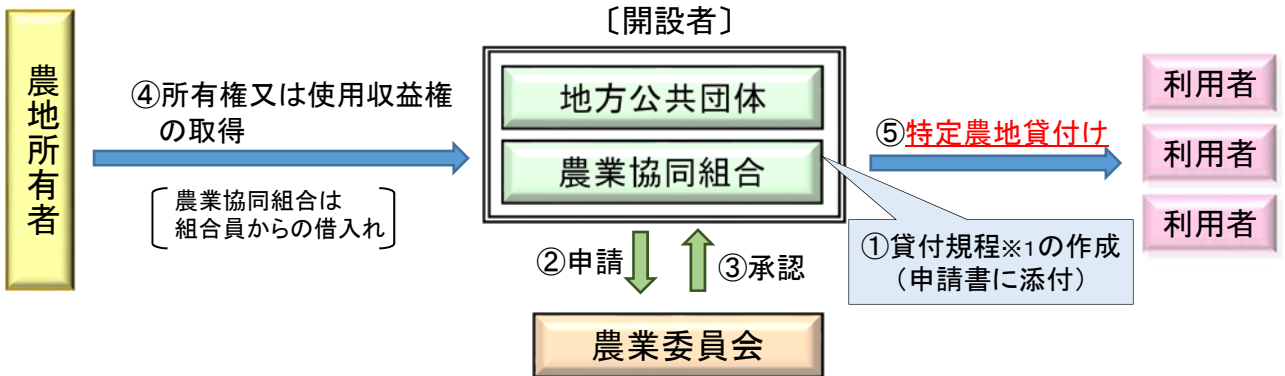 〔開設者〕
農地所有者
④所有権又は使用収益権
の取得
農業協同組合は
組合員からの借入れ
地方公共団体
農業協同組合
⑤特定農地貸付け
利用者
利用者
利用者
①貸付規程※1の作成
（申請書に添付）
②申請
③承認
農業委員会